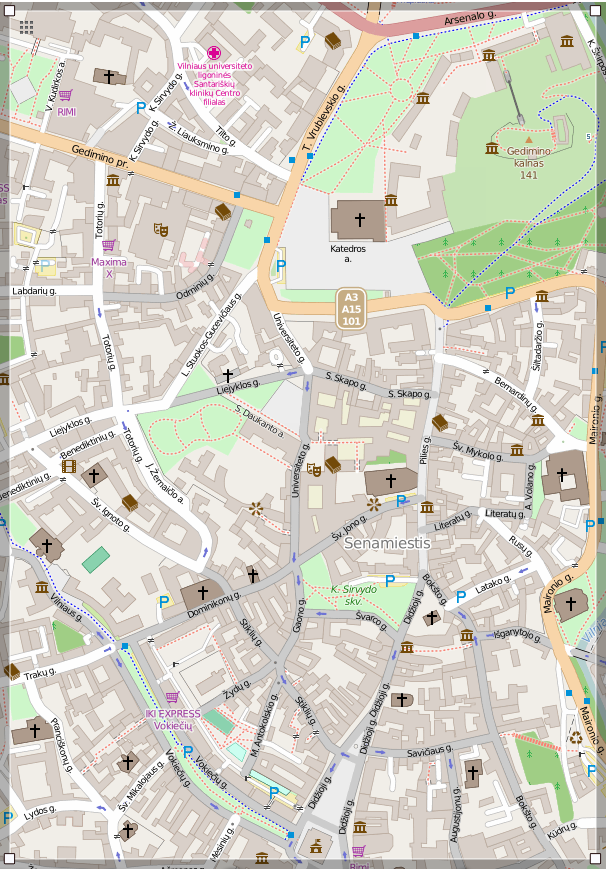 Arsenalo g.
K. Škirpos
V. Kudirkos a.
Vilniaus universiteto
ligoninės
Santariškių
klinikų Centro
filialas
P
K. Sirvydo g.
RIMI
P
T. Vrublevskio g.
Tilto g.
Liauksmino g.
K. Sirvydo g.
5
Gedimino pr.
Gedimino
kalnas
141
Totorių g.
Katedros
a.
Maxima
X
P
P
Labdarių g.
Odminių g.
P
A3
A15
101
L. Stuokos-Gucevičiaus g.
Universiteto g.
Totorių g.
Šiltadaržio g.
S. Skapo g.
S. Skapo g.
Bernardinų g.
Liejyklos g.
Maironio g.
S. Daukanto a.
Liejyklos g.
Benediktinių g.
Totorių g.
J. Žemaičio a.
Universiteto g.
Pilies g.
Šv. Mykolo g.
Benediktinių g.
Šv. Ignoto g.
A. Volano g.
P
Literatų g.
Literatų g.
Šv. Jono g.
P
Senamiestis
Rusų g.
Vilniaus g.
K. Sirvydo
skv.
P
Bokšto g.
Latako g.
P
Maironio g.
P
Dominikonų g.
Gaono g.
Švarco g.
Didžioji g.
Stiklių g.
Išganytojo g.
Trakų g.
Žydų g.
Stiklių g.
M. Antokolskio g.
Didžioji g.
Didžioji g.
IKI EXPRESS
Vokiečių
Pranciškonų g.
Maironio g.
P
Savičiaus g.
Vokiečių g.
Vokiečių g.
Šv. Mikalojaus g.
P
P
Didžioji g.
Didžioji g.
Augustijonų g.
Bokšto g.
Lydos g.
P
Mėsinių g.
Kūdrų g.
Rimi